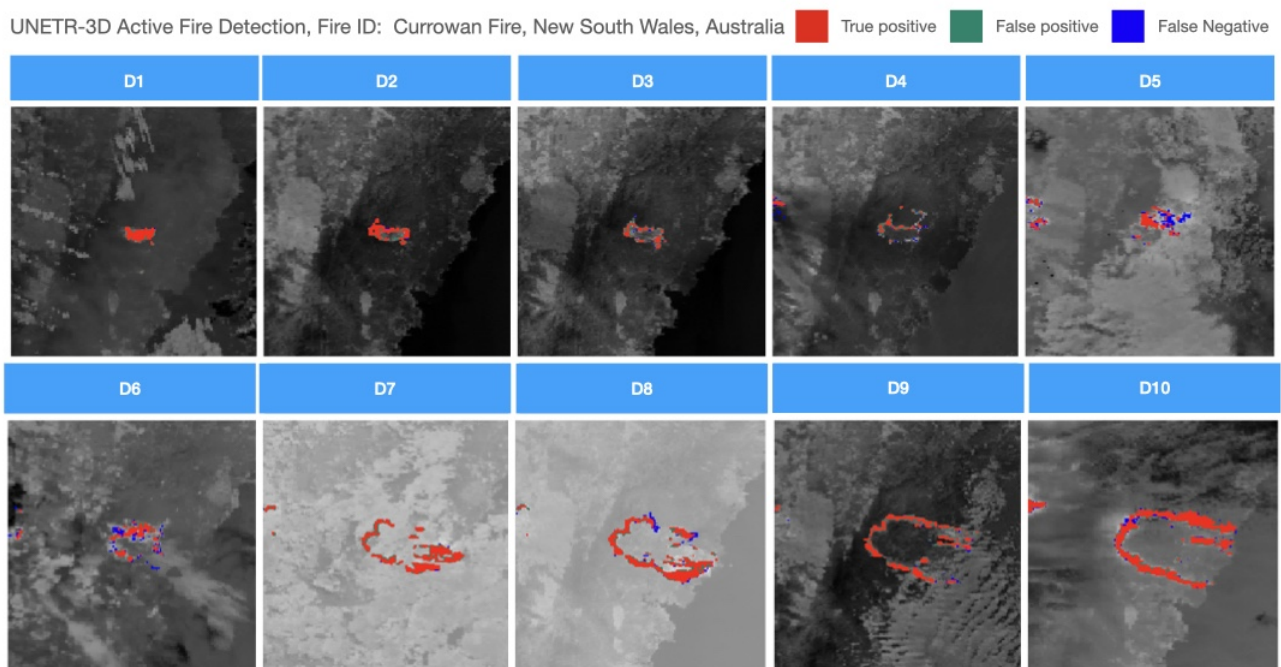 UNETR-3D Active Fire Detection, Fire ID: Currowan Fire, New South Wales, Australia True positive False positive False Negative
D1 D2 D3 D4 D5
D6 D7 D8 D9 D10